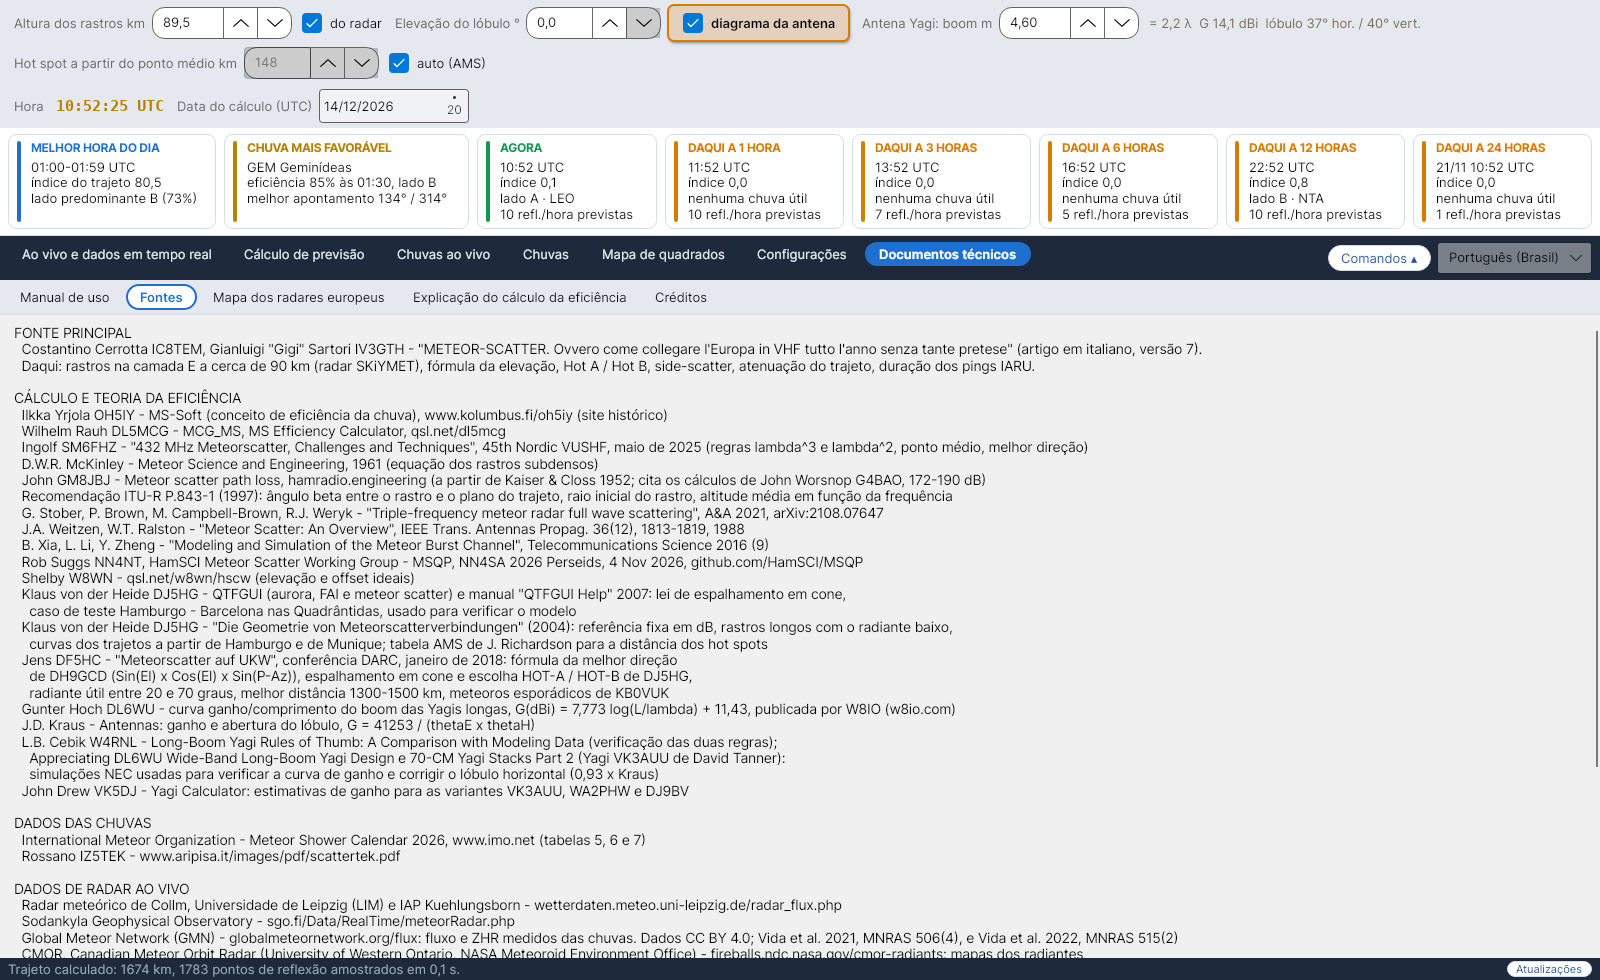 Altura dos rastros km 89,5 do radar Elevação do lóbulo ° 0,0 diagrama da antena Antena Yagi: boom m 4,60 = 2,2 λ G 14,1 dBi lóbulo 37° hor. / 40° vert.
Hot spot a partir do ponto médio km 148 auto (AMS)
Hora 10:52:25 UTC Data do cálculo (UTC) 14/12/2026 20
MELHOR HORA DO DIA
01:00-01:59 UTC
índice do trajeto 80,5
lado predominante B (73%)
CHUVA MAIS FAVORÁVEL
GEM Geminídeas
eficiência 85% às 01:30, lado B
melhor apontamento 134° / 314°
AGORA
10:52 UTC
índice 0,1
lado A · LEO
10 refl./hora previstas
DAQUI A 1 HORA
11:52 UTC
índice 0,0
nenhuma chuva útil
10 refl./hora previstas
DAQUI A 3 HORAS
13:52 UTC
índice 0,0
nenhuma chuva útil
7 refl./hora previstas
DAQUI A 6 HORAS
16:52 UTC
índice 0,0
nenhuma chuva útil
5 refl./hora previstas
DAQUI A 12 HORAS
22:52 UTC
índice 0,8
lado B · NTA
10 refl./hora previstas
DAQUI A 24 HORAS
21/11 10:52 UTC
índice 0,0
nenhuma chuva útil
1 refl./hora previstas
Ao vivo e dados em tempo real Cálculo de previsão Chuvas ao vivo Chuvas Mapa de quadrados Configurações Documentos técnicos Comandos ▴ Português (Brasil)
Manual de uso Fontes Mapa dos radares europeus Explicação do cálculo da eficiência Créditos
FONTE PRINCIPAL
Costantino Cerrotta IC8TEM, Gianluigi "Gigi" Sartori IV3GTH - "METEOR-SCATTER. Ovvero come collegare l'Europa in VHF tutto l'anno senza tante pretese" (artigo em italiano, versão 7).
Daqui: rastros na camada E a cerca de 90 km (radar SKiYMET), fórmula da elevação, Hot A / Hot B, side-scatter, atenuação do trajeto, duração dos pings IARU.
CÁLCULO E TEORIA DA EFICIÊNCIA
Ilkka Yrjola OH5IY - MS-Soft (conceito de eficiência da chuva), www.kolumbus.fi/oh5iy (site histórico)
Wilhelm Rauh DL5MCG - MCG_MS, MS Efficiency Calculator, qsl.net/dl5mcg
Ingolf SM6FHZ - "432 MHz Meteorscatter, Challenges and Techniques", 45th Nordic VUSHF, maio de 2025 (regras lambda^3 e lambda^2, ponto médio, melhor direção)
D.W.R. McKinley - Meteor Science and Engineering, 1961 (equação dos rastros subdensos)
John GM8JBJ - Meteor scatter path loss, hamradio.engineering (a partir de Kaiser & Closs 1952; cita os cálculos de John Worsnop G4BAO, 172-190 dB)
Recomendação ITU-R P.843-1 (1997): ângulo beta entre o rastro e o plano do trajeto, raio inicial do rastro, altitude média em função da frequência
G. Stober, P. Brown, M. Campbell-Brown, R.J. Weryk - "Triple-frequency meteor radar full wave scattering", A&A 2021, arXiv:2108.07647
J.A. Weitzen, W.T. Ralston - "Meteor Scatter: An Overview", IEEE Trans. Antennas Propag. 36(12), 1813-1819, 1988
B. Xia, L. Li, Y. Zheng - "Modeling and Simulation of the Meteor Burst Channel", Telecommunications Science 2016 (9)
Rob Suggs NN4NT, HamSCI Meteor Scatter Working Group - MSQP, NN4SA 2026 Perseids, 4 Nov 2026, github.com/HamSCI/MSQP
Shelby W8WN - qsl.net/w8wn/hscw (elevação e offset ideais)
Klaus von der Heide DJ5HG - QTFGUI (aurora, FAI e meteor scatter) e manual "QTFGUI Help" 2007: lei de espalhamento em cone,
caso de teste Hamburgo - Barcelona nas Quadrântidas, usado para verificar o modelo
Klaus von der Heide DJ5HG - "Die Geometrie von Meteorscatterverbindungen" (2004): referência fixa em dB, rastros longos com o radiante baixo,
curvas dos trajetos a partir de Hamburgo e de Munique; tabela AMS de J. Richardson para a distância dos hot spots
Jens DF5HC - "Meteorscatter auf UKW", conferência DARC, janeiro de 2018: fórmula da melhor direção
de DH9GCD (Sin(El) x Cos(El) x Sin(P-Az)), espalhamento em cone e escolha HOT-A / HOT-B de DJ5HG,
radiante útil entre 20 e 70 graus, melhor distância 1300-1500 km, meteoros esporádicos de KB0VUK
Gunter Hoch DL6WU - curva ganho/comprimento do boom das Yagis longas, G(dBi) = 7,773 log(L/lambda) + 11,43, publicada por W8IO (w8io.com)
J.D. Kraus - Antennas: ganho e abertura do lóbulo, G = 41253 / (thetaE x thetaH)
L.B. Cebik W4RNL - Long-Boom Yagi Rules of Thumb: A Comparison with Modeling Data (verificação das duas regras);
Appreciating DL6WU Wide-Band Long-Boom Yagi Design e 70-CM Yagi Stacks Part 2 (Yagi VK3AUU de David Tanner):
simulações NEC usadas para verificar a curva de ganho e corrigir o lóbulo horizontal (0,93 x Kraus)
John Drew VK5DJ - Yagi Calculator: estimativas de ganho para as variantes VK3AUU, WA2PHW e DJ9BV
DADOS DAS CHUVAS
International Meteor Organization - Meteor Shower Calendar 2026, www.imo.net (tabelas 5, 6 e 7)
Rossano IZ5TEK - www.aripisa.it/images/pdf/scattertek.pdf
DADOS DE RADAR AO VIVO
Radar meteórico de Collm, Universidade de Leipzig (LIM) e IAP Kuehlungsborn - wetterdaten.meteo.uni-leipzig.de/radar_flux.php
Sodankyla Geophysical Observatory - sgo.fi/Data/RealTime/meteorRadar.php
Global Meteor Network (GMN) - globalmeteornetwork.org/flux: fluxo e ZHR medidos das chuvas. Dados CC BY 4.0; Vida et al. 2021, MNRAS 506(4), e Vida et al. 2022, MNRAS 515(2)
CMOR, Canadian Meteor Orbit Radar (University of Western Ontario, NASA Meteoroid Environment Office) - fireballs.ndc.nasa.gov/cmor-radiants: mapas dos radiantes
Trajeto calculado: 1674 km, 1783 pontos de reflexão amostrados em 0,1 s. Atualizações